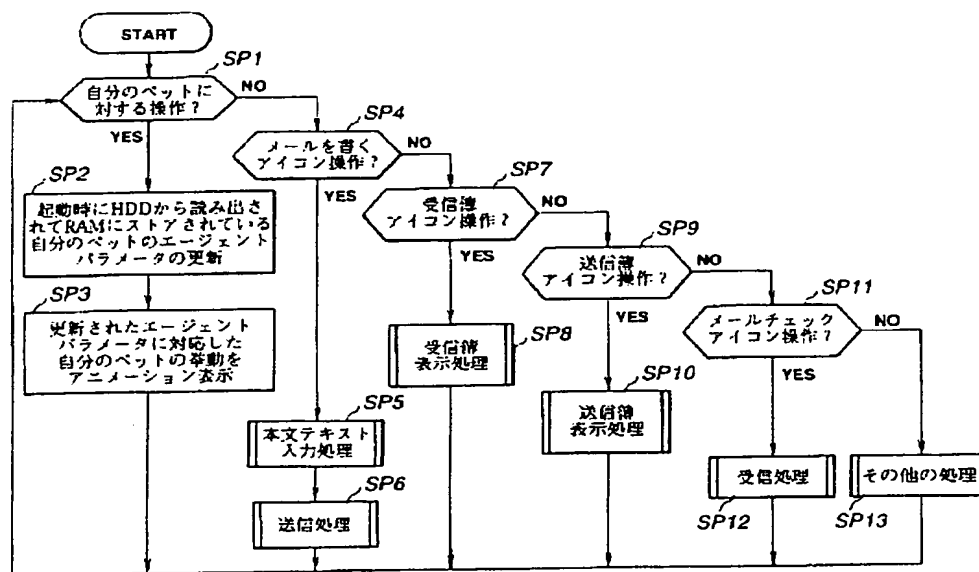 START
SP1
自分のペットに
対する操作？
NO
YES
SP4
メールを書く
アイコン操作？
NO
YES
SP2
起動時にHDDから読み出さ
れてRAMにストアされている
自分のペットのエージェント
パラメータの更新
SP7
受信簿
アイコン操作？
NO
YES
SP9
送信簿
アイコン操作？
NO
YES
SP3
更新されたエージェント
パラメータに対応した
自分のペットの挙動を
アニメーション表示
SP11
メールチェック
アイコン操作？
NO
YES
SP8
受信簿
表示処理
SP10
送信簿
表示処理
SP5
本文テキスト
入力処理
SP6
送信処理
受信処理
SP12
その他の処理
SP13